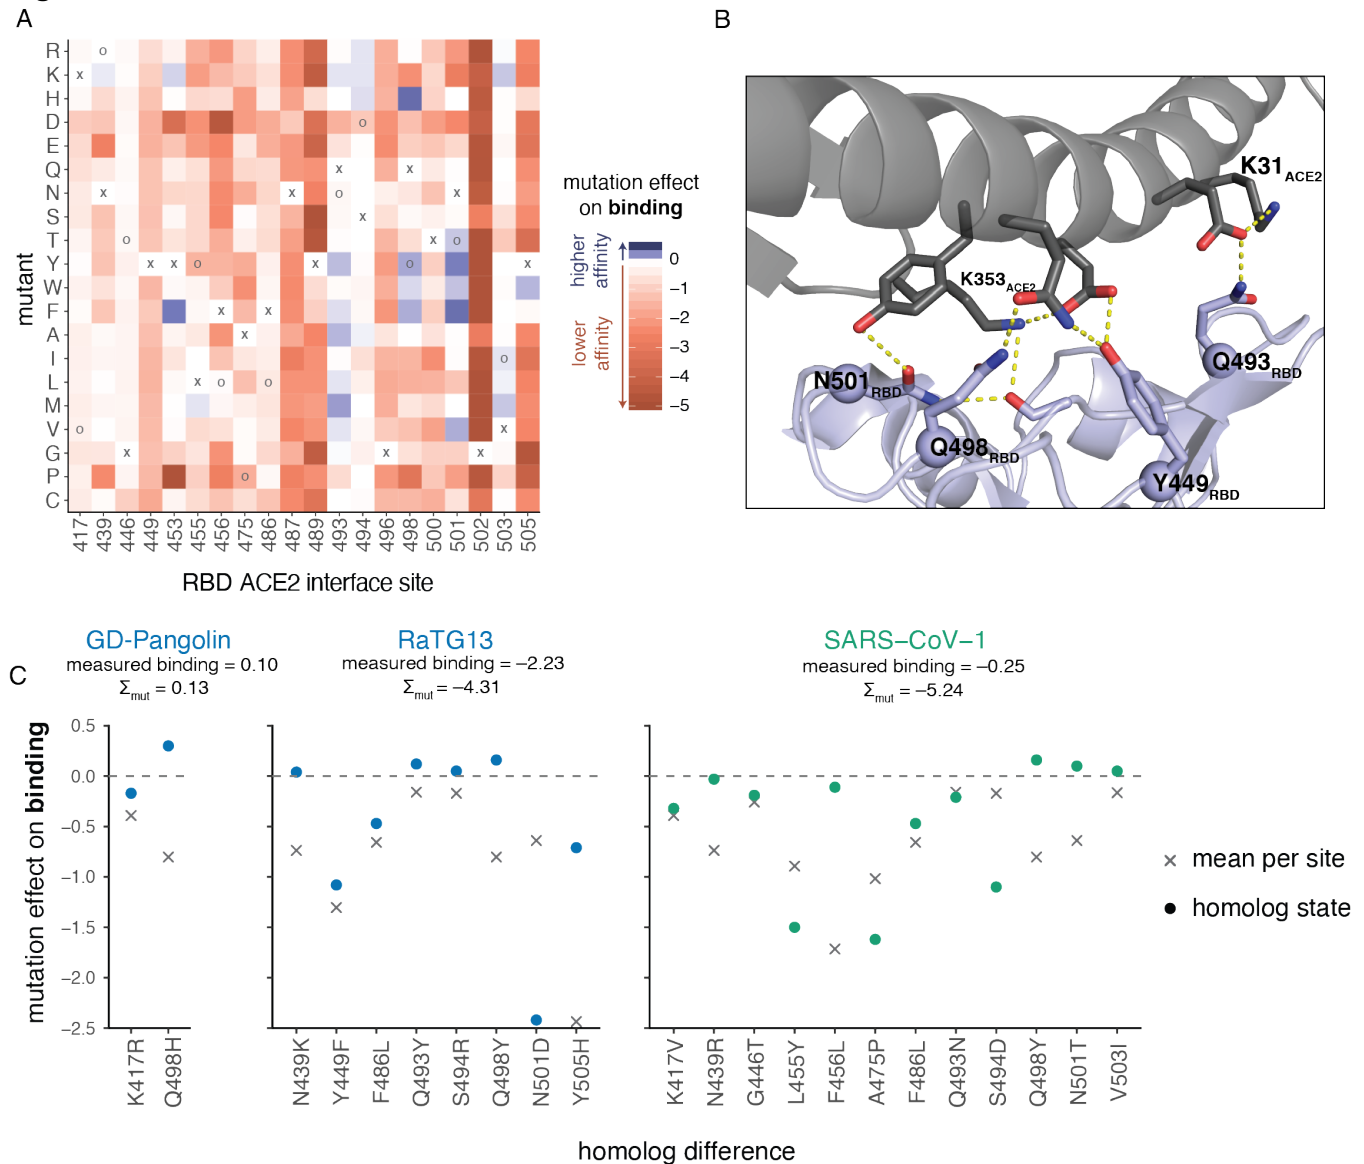 A
B
R
K
H
D
E
Q
N
S
T
Y
W
F
A
I
L
M
V
G
P
C
mutant
o
x
o
x
x
o
x
x
x
o
x
o
x
o
x
x
o
x
o
x
x
x
x
o
x
o
x
o
o
x
x
x
x
o
417 439 446 449 453 455 456 475 486 487 489 493 494 496 498 500 501 502 503 505
RBD ACE2 interface site
mutation effect
on binding
higher
affinity
lower
affinity
0
−1
−2
−3
−4
−5
K31ACE2
K353ACE2
N501RBD
Q493RBD
Q498RBD
Y449RBD
C
GD-Pangolin
measured binding = 0.10
Σmut = 0.13
RaTG13
measured binding = −2.23
Σmut = −4.31
SARS−CoV−1
measured binding = −0.25
Σmut = −5.24
mutation effect on binding
0.5
0.0
−0.5
−1.0
−1.5
−2.0
−2.5
K417R Q498H
N439K Y449F F486L Q493Y S494R Q498Y N501D Y505H
K417V N439R G446T L455Y F456L A475P F486L Q493N S494D Q498Y N501T V503I
homolog difference
mean per site
homolog state